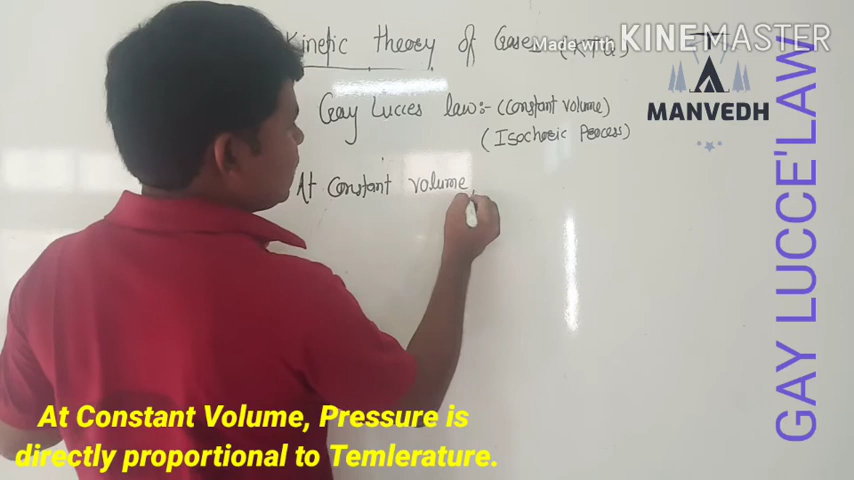 Kinetic theory of Gases (KTG)
Made with KINEMASTER
MANVEDH
Gay Lucces law:- (Constant volume)
(Isochoric Process)
At Constant volume,
GAY LUCCE'LAW
At Constant Volume, Pressure is
directly proportional to Temlerature.